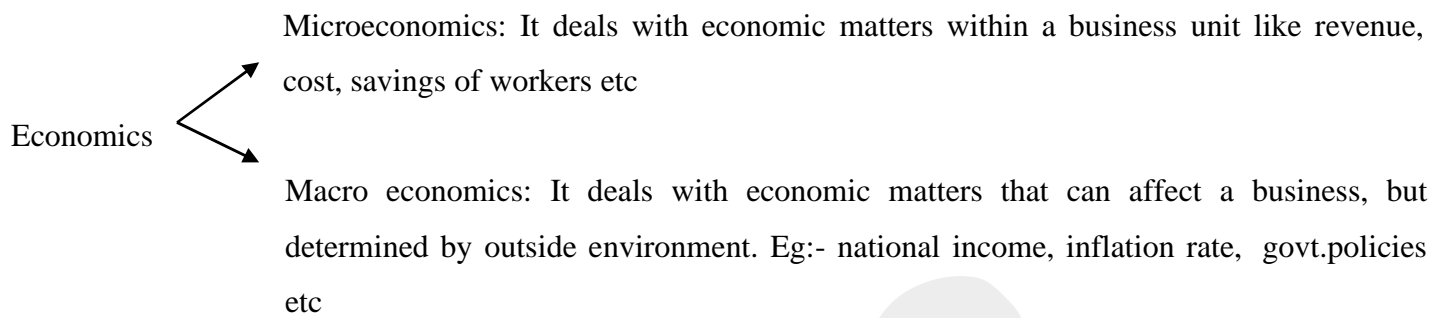 Microeconomics: It deals with economic matters within a business unit like revenue,
cost, savings of workers etc
Economics
Macro economics: It deals with economic matters that can affect a business, but
determined by outside environment. Eg:- national income, inflation rate, govt.policies
etc